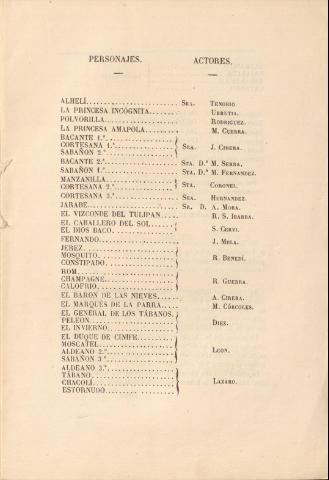 PERSONAJES. ACTORES.
ALHELÍ. Sra. Tenorio.
LA PRINCESA INCÓGNITA. Urrutia.
POLVORILLA. Rodriguez.
LA PRINCESA AMAPOLA. M. Guerra.
BACANTE 1.ª
CORTESANA 1.ª Sra. J. Cibera.
SABAÑON 2.º
BACANTE 2.ª Sta. D.ª M. Serra.
SABAÑON 1.º Sta. D.ª M. Fernandez.
MANZANILLA.
CORTESANA 2.ª Sta. Coronel.
CORTESANA 3.ª Sra. Hernandez.
JARABE. Sr. D. A. Mora.
EL VIZCONDE DEL TULIPAN. R. S. Ibarra.
EL CABALLERO DEL SOL.
EL DIOS BACO. S. Cervi.
FERNANDO. J. Mela.
JEREZ.
MOSQUITO. R. Benedí.
CONSTIPADO.
ROM.
CHAMPAGNE. R. Guerra.
CALOFRIO.
EL BARON DE LAS NIEVES. A. Cibera.
EL MARQUÉS DE LA PARRA. M. Córcoles.
EL GENERAL DE LOS TÁBANOS.
PELEON. Diez.
EL INVIERNO.
EL DUQUE DE CINIFE.
MOSCATEL.
ALDEANO 2.º Leon.
SABAÑON 3.º
ALDEANO 3.º
TÁBANO.
CHACOLÍ. Lazaro.
ESTORNUDO.